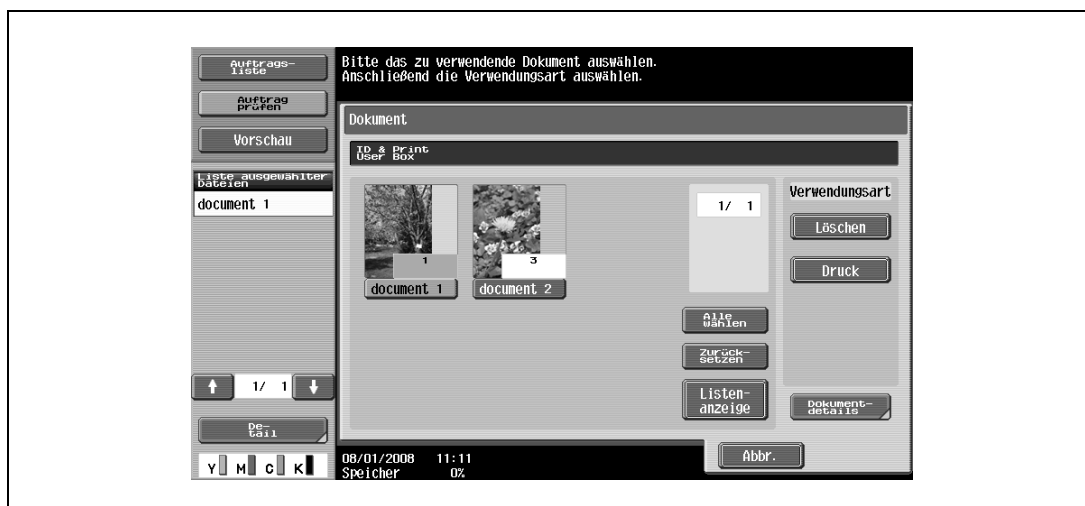 Auftrags-
liste
Auftrag
prüfen
Vorschau
Liste ausgewählter
Dateien
document 1
1/ 1
De-
tail
Y M C K
Bitte das zu verwendende Dokument auswählen.
Anschließend die Verwendungsart auswählen.
Dokument
ID & Print
User Box
1
document 1
3
document 2
1/ 1
Alle
wählen
Zurück-
setzen
Listen-
anzeige
Verwendungsart
Löschen
Druck
Dokument-
details
08/01/2008 11:11
Speicher 0%
Abbr.